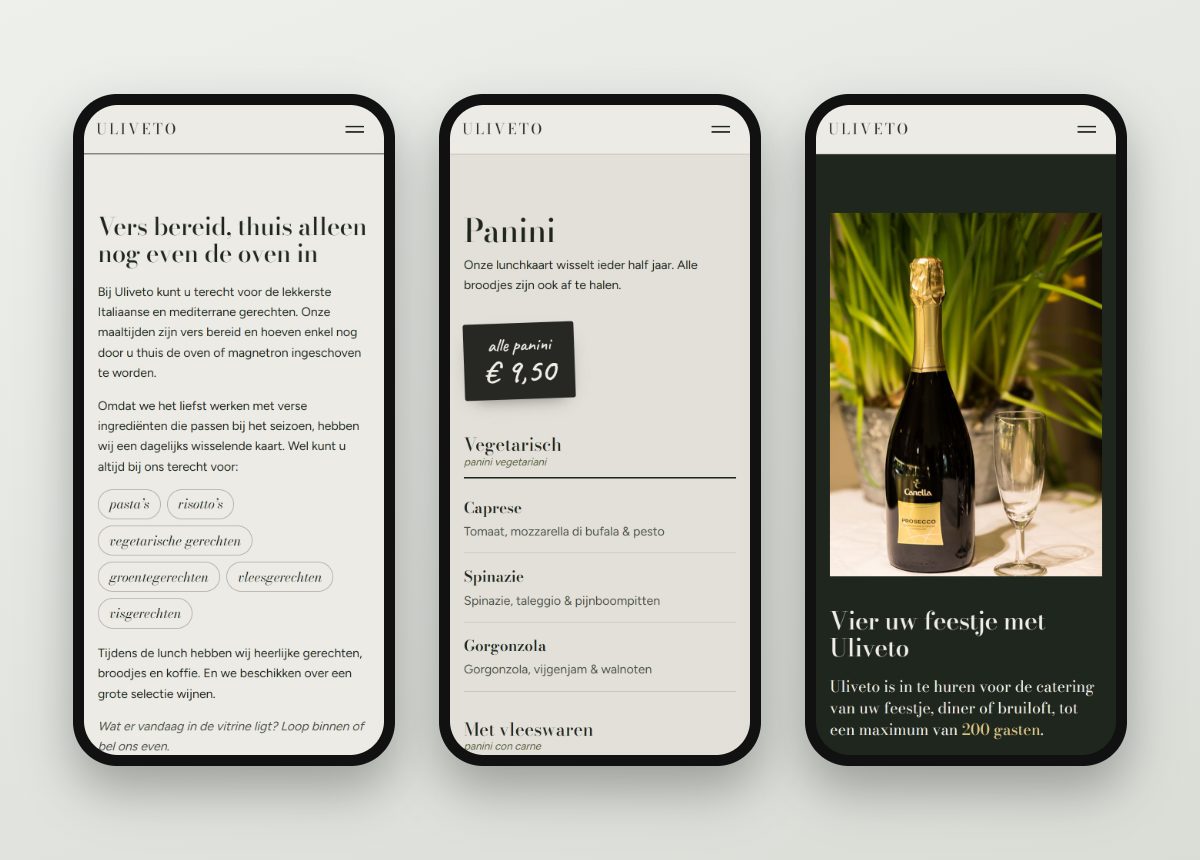 ULIVETO
Vers bereid, thuis alleen
nog even de oven in
Bij Uliveto kunt u terecht voor de lekkerste
Italiaanse en mediterrane gerechten. Onze
maaltijden zijn vers bereid en hoeven enkel nog
door u thuis de oven of magnetron ingeschoven
te worden.
Omdat we het liefst werken met verse
ingrediënten die passen bij het seizoen, hebben
wij een dagelijks wisselende kaart. Wel kunt u
altijd bij ons terecht voor:
pasta's
risotto's
vegetarische gerechten
groentegerechten
vleesgerechten
visgerechten
Tijdens de lunch hebben wij heerlijke gerechten,
broodjes en koffie. En we beschikken over een
grote selectie wijnen.
Wat er vandaag in de vitrine ligt? Loop binnen of
bel ons even.
ULIVETO
Panini
Onze lunchkaart wisselt ieder half jaar. Alle
broodjes zijn ook af te halen.
alle panini
€ 9,50
Vegetarisch
panini vegetariani
Caprese
Tomaat, mozzarella di bufala & pesto
Spinazie
Spinazie, taleggio & pijnboompitten
Gorgonzola
Gorgonzola, vijgenjam & walnoten
Met vleeswaren
panini con carne
ULIVETO
Canella
PROSECCO
Vier uw feestje met
Uliveto
Uliveto is in te huren voor de catering
van uw feestje, diner of bruiloft, tot
een maximum van 200 gasten.